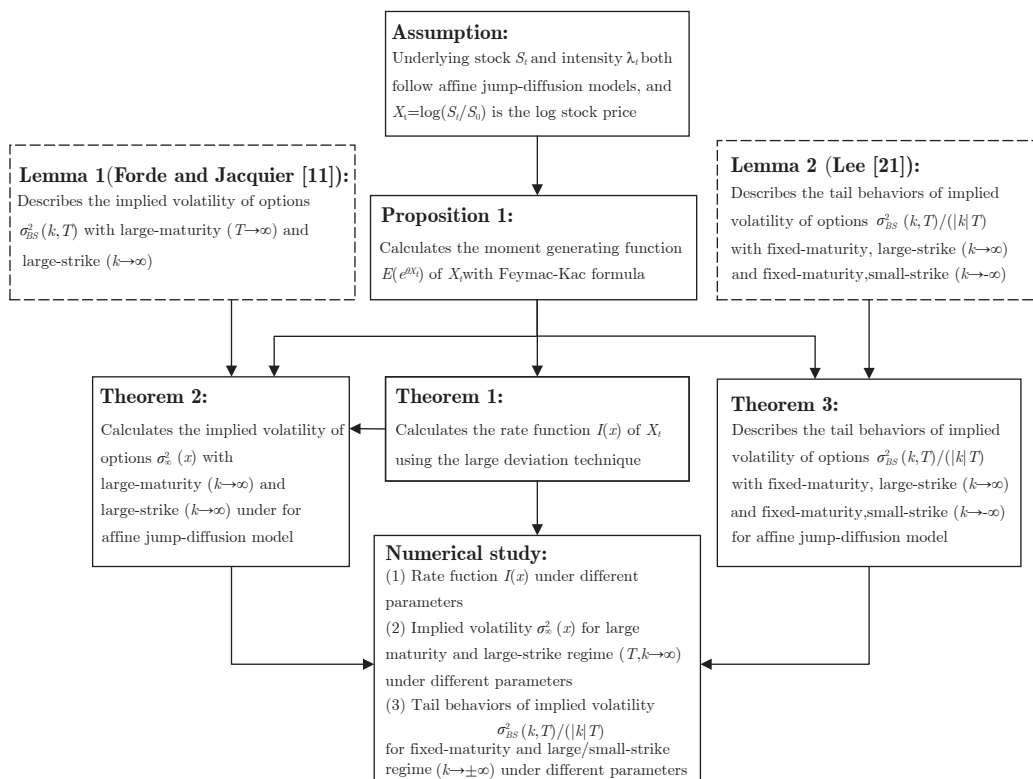 Assumption:
Underlying stock Sₜ and intensity λₜ both
follow affine jump-diffusion models, and
Xₜ=log(Sₜ/S₀) is the log stock price
Lemma 1(Forde and Jacquier [11]):
Describes the implied volatility of options
σ²_BS(k,T) with large-maturity (T→∞) and
large-strike (k→∞)
Proposition 1:
Calculates the moment generating function
E(e^{θXₜ}) of Xₜ with Feymac-Kac formula
Lemma 2 (Lee [21]):
Describes the tail behaviors of implied
volatility of options σ²_BS(k,T)/(|k|T)
with fixed-maturity, large-strike (k→∞)
and fixed-maturity,small-strike (k→-∞)
Theorem 2:
Calculates the implied volatility of
options σ²_∞(x) with
large-maturity (k→∞) and
large-strike (k→∞) under for
affine jump-diffusion model
Theorem 1:
Calculates the rate function I(x) of Xₜ
using the large deviation technique
Theorem 3:
Describes the tail behaviors of implied
volatility of options σ²_BS(k,T)/(|k|T)
with fixed-maturity, large-strike (k→∞)
and fixed-maturity,small-strike (k→-∞)
for affine jump-diffusion model
Numerical study:
(1) Rate fuction I(x) under different
parameters
(2) Implied volatility σ²_∞(x) for large
maturity and large-strike regime (T,k→∞)
under different parameters
(3) Tail behaviors of implied volatility
σ²_BS(k,T)/(|k|T)
for fixed-maturity and large/small-strike
regime (k→±∞) under different parameters